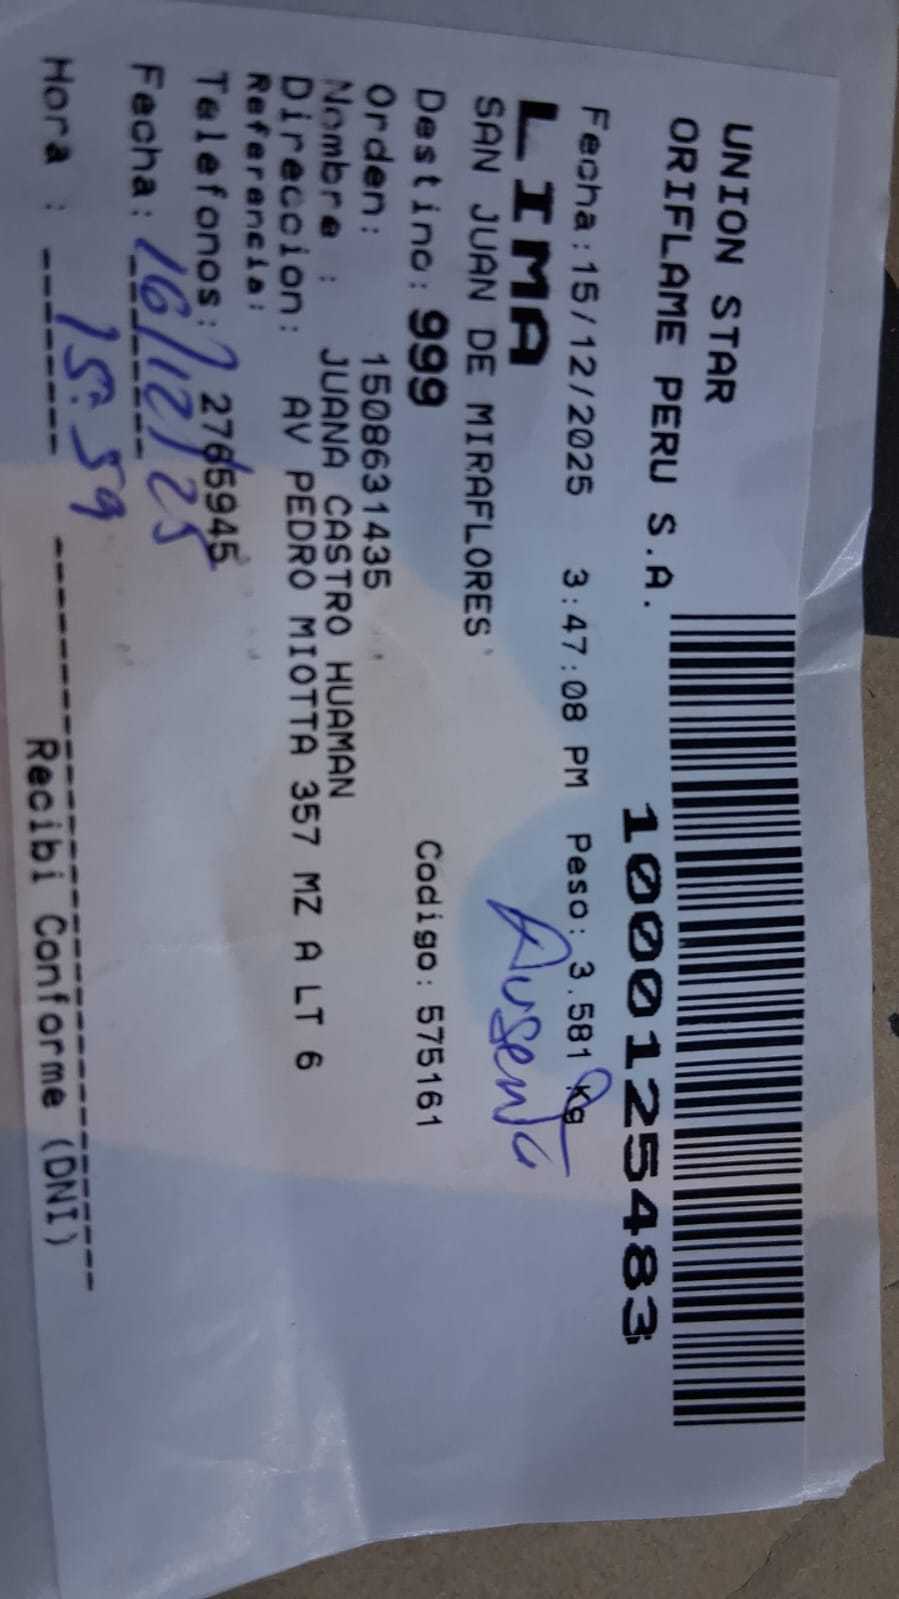 UNION STAR
ORIFLAME PERU S.A.
1000125483
Fecha:15/12/2025 3:47:08 PM Peso: 3.581 Kg
LIMA
Ausente
SAN JUAN DE MIRAFLORES
Destino: 999 Codigo: 575161
Orden: 1508631435
Nombre : JUANA CASTRO HUAMAN
Direccion: AV PEDRO MIOTTA 357 MZ A LT 6
Referencia:
Telefonos: 2765945
Fecha: 16/12/25
Hora : 15:59
Recibi Conforme (DNI)